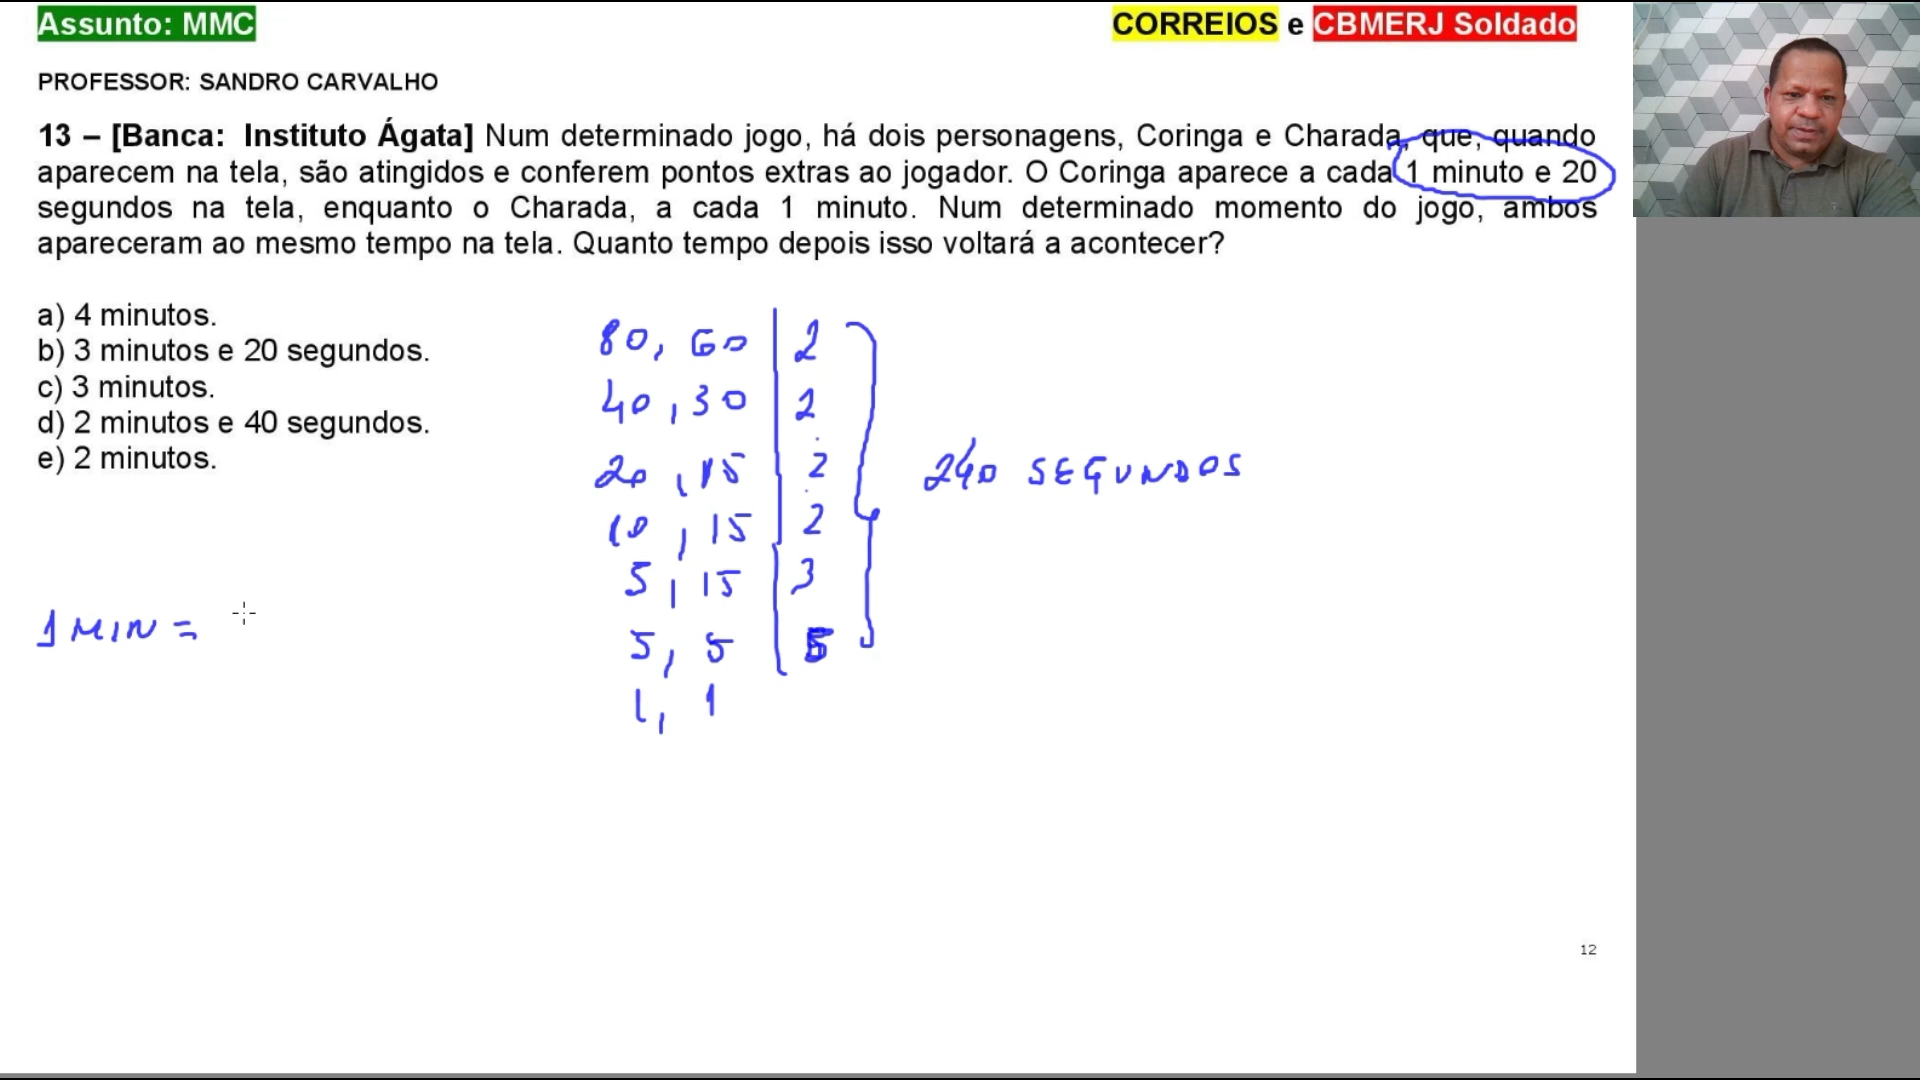 Assunto: MMC
CORREIOS e CBMERJ Soldado
PROFESSOR: SANDRO CARVALHO
13 – [Banca: Instituto Ágata] Num determinado jogo, há dois personagens, Coringa e Charada, que, quando
aparecem na tela, são atingidos e conferem pontos extras ao jogador. O Coringa aparece a cada 1 minuto e 20
segundos na tela, enquanto o Charada, a cada 1 minuto. Num determinado momento do jogo, ambos
apareceram ao mesmo tempo na tela. Quanto tempo depois isso voltará a acontecer?
a) 4 minutos.
b) 3 minutos e 20 segundos.
c) 3 minutos.
d) 2 minutos e 40 segundos.
e) 2 minutos.
80, 60 | 2
40, 30 | 2
20, 15 | 2
10, 15 | 2
5, 15 | 3
5, 5 | 5
1, 1
240 SEGUNDOS
1 MIN =
12